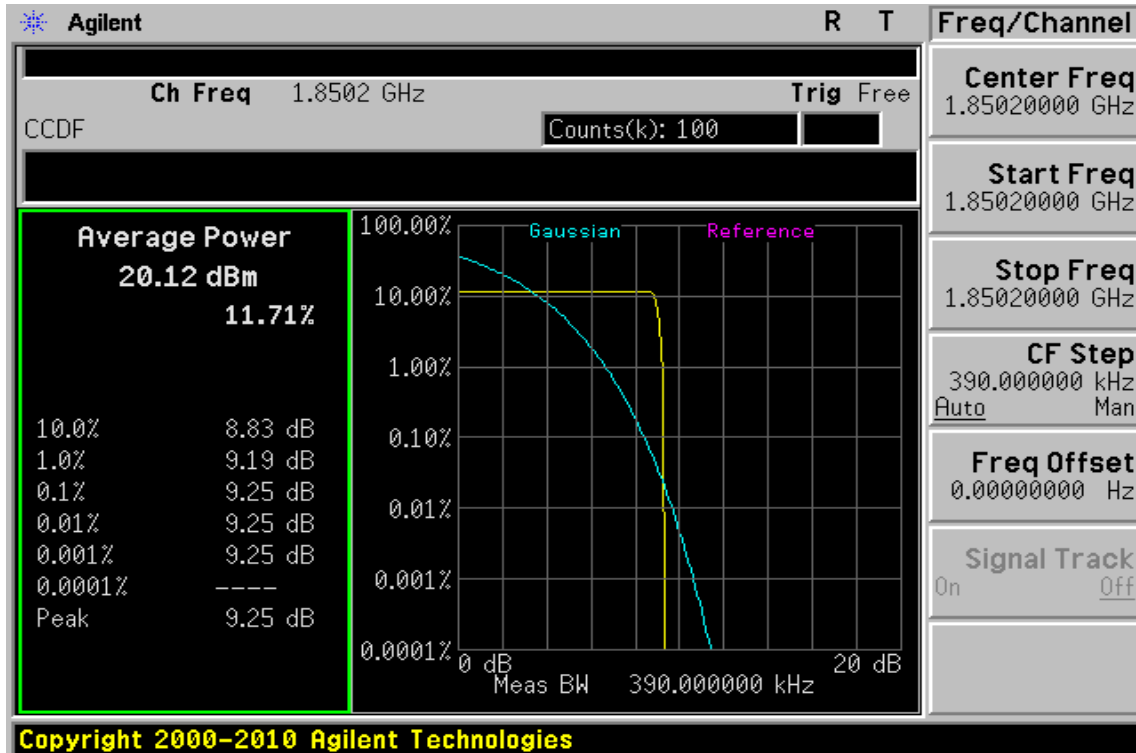 Agilent R T
Ch Freq 1.8502 GHz Trig Free
CCDF Counts(k): 100
Average Power
20.12 dBm
11.71%
10.0% 8.83 dB
1.0% 9.19 dB
0.1% 9.25 dB
0.01% 9.25 dB
0.001% 9.25 dB
0.0001% ----
Peak 9.25 dB
Gaussian Reference
100.00%
10.00%
1.00%
0.10%
0.01%
0.001%
0.0001%
0 dB 20 dB
Meas BW 390.000000 kHz
Freq/Channel
Center Freq
1.85020000 GHz
Start Freq
1.85020000 GHz
Stop Freq
1.85020000 GHz
CF Step
390.000000 kHz
Auto Man
Freq Offset
0.00000000 Hz
Signal Track
On Off
Copyright 2000-2010 Agilent Technologies